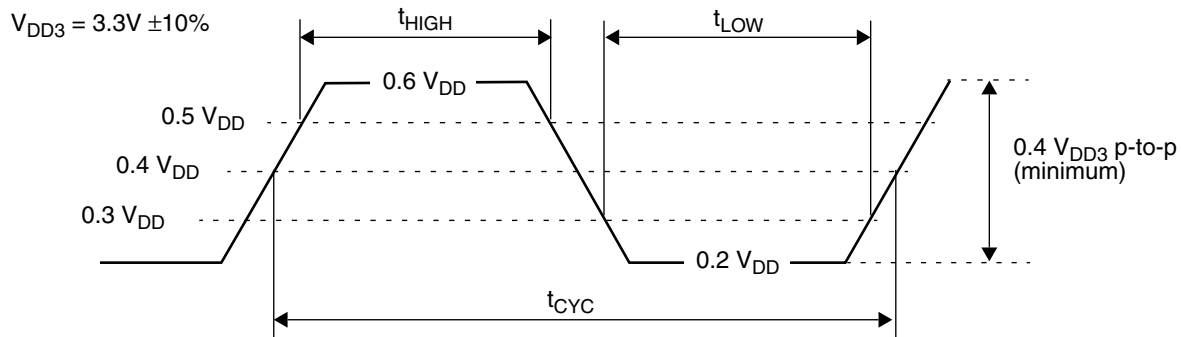 V_DD3 = 3.3V ±10%
t_HIGH
t_LOW
0.6 V_DD
0.5 V_DD
0.4 V_DD
0.3 V_DD
0.2 V_DD
0.4 V_DD3 p-to-p
(minimum)
t_CYC